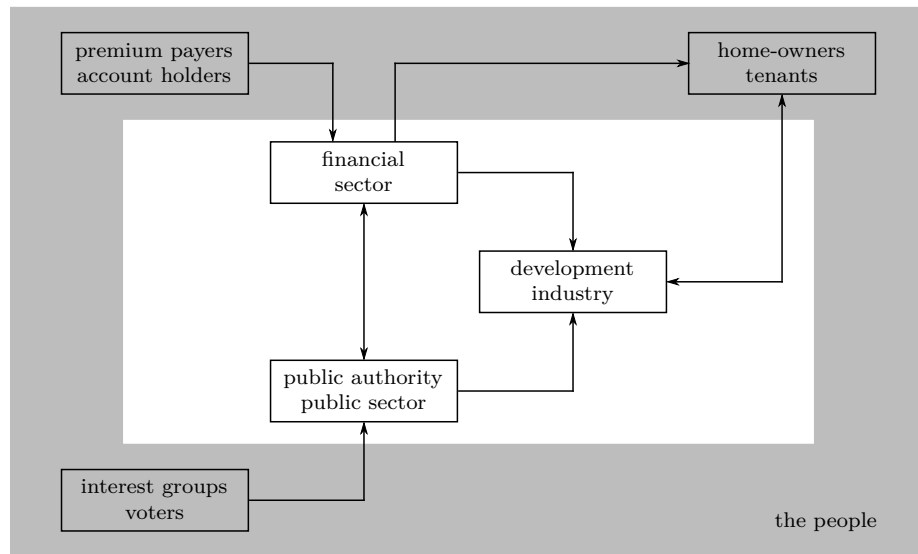 premium payers
account holders
home-owners
tenants
financial
sector
development
industry
public authority
public sector
interest groups
voters
the people